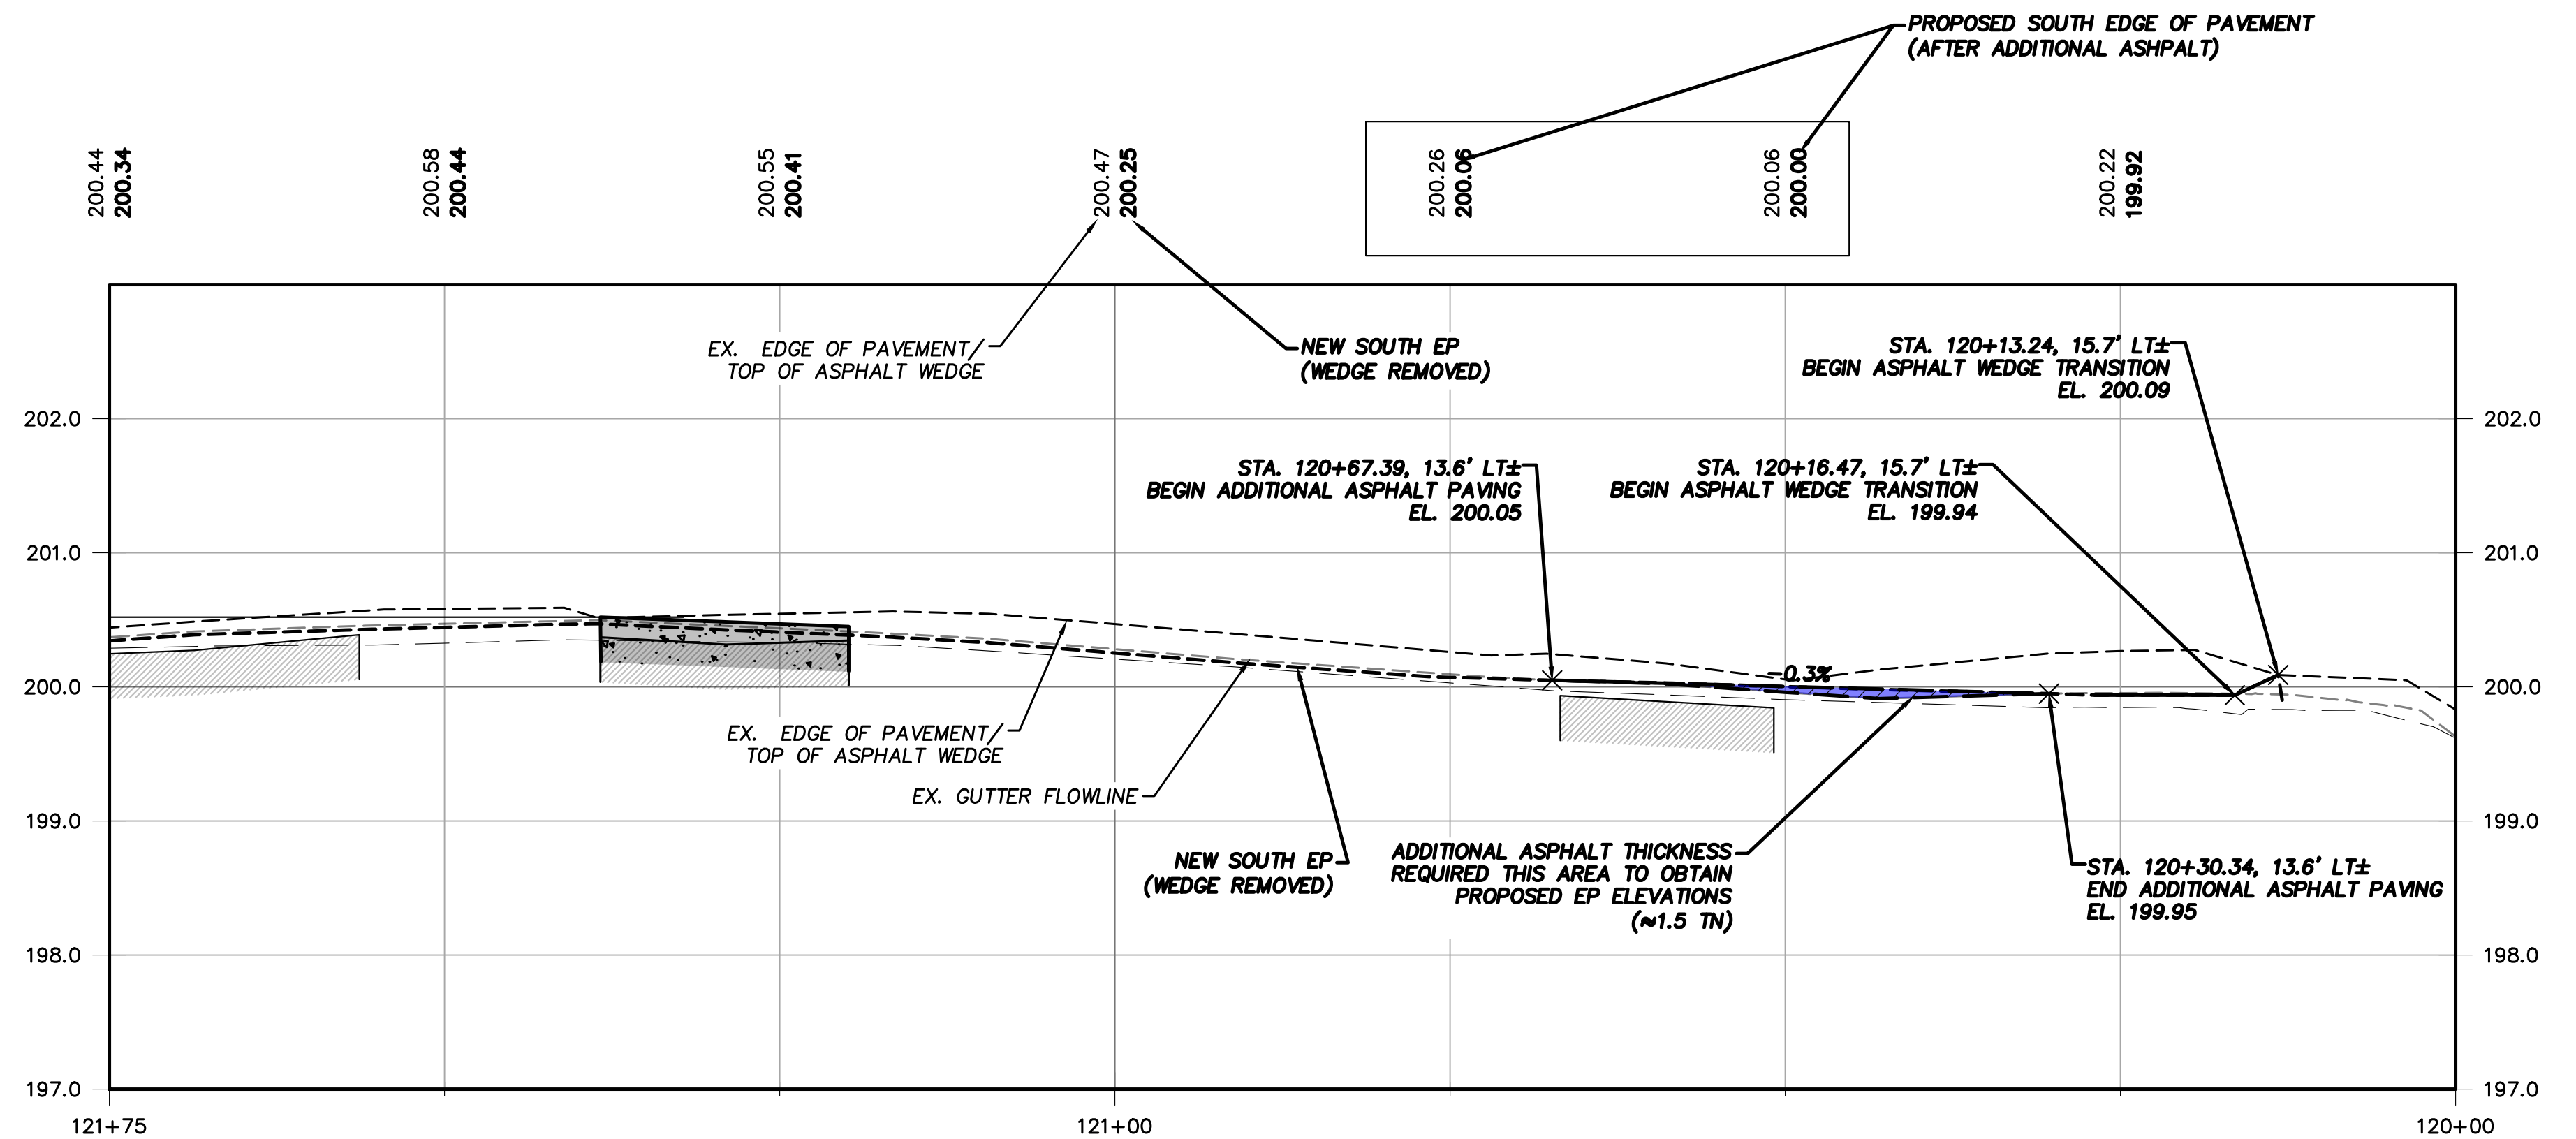 PROPOSED SOUTH EDGE OF PAVEMENT
(AFTER ADDITIONAL ASHPALT)
200.44
200.34
200.58
200.44
200.55
200.41
200.47
200.25
200.26
200.06
200.06
200.00
200.22
199.92
EX. EDGE OF PAVEMENT/
TOP OF ASPHALT WEDGE
NEW SOUTH EP
(WEDGE REMOVED)
STA. 120+13.24, 15.7' LT±
BEGIN ASPHALT WEDGE TRANSITION
EL. 200.09
202.0
202.0
STA. 120+67.39, 13.6' LT±
BEGIN ADDITIONAL ASPHALT PAVING
EL. 200.05
STA. 120+16.47, 15.7' LT±
BEGIN ASPHALT WEDGE TRANSITION
EL. 199.94
201.0
201.0
-0.3%
200.0
200.0
EX. EDGE OF PAVEMENT/
TOP OF ASPHALT WEDGE
EX. GUTTER FLOWLINE
199.0
199.0
NEW SOUTH EP
(WEDGE REMOVED)
ADDITIONAL ASPHALT THICKNESS
REQUIRED THIS AREA TO OBTAIN
PROPOSED EP ELEVATIONS
(≈1.5 TN)
STA. 120+30.34, 13.6' LT±
END ADDITIONAL ASPHALT PAVING
EL. 199.95
198.0
198.0
197.0
197.0
121+75
121+00
120+00